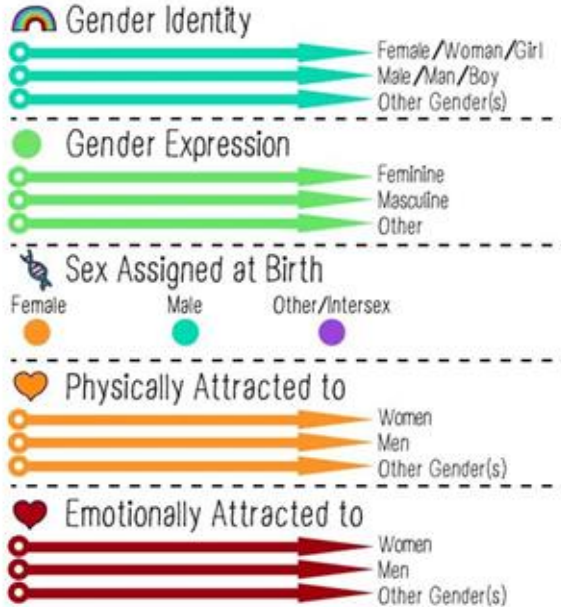 Gender Identity
Female/Woman/Girl
Male/Man/Boy
Other Gender(s)
Gender Expression
Feminine
Masculine
Other
Sex Assigned at Birth
Female Male Other/Intersex
Physically Attracted to
Women
Men
Other Gender(s)
Emotionally Attracted to
Women
Men
Other Gender(s)